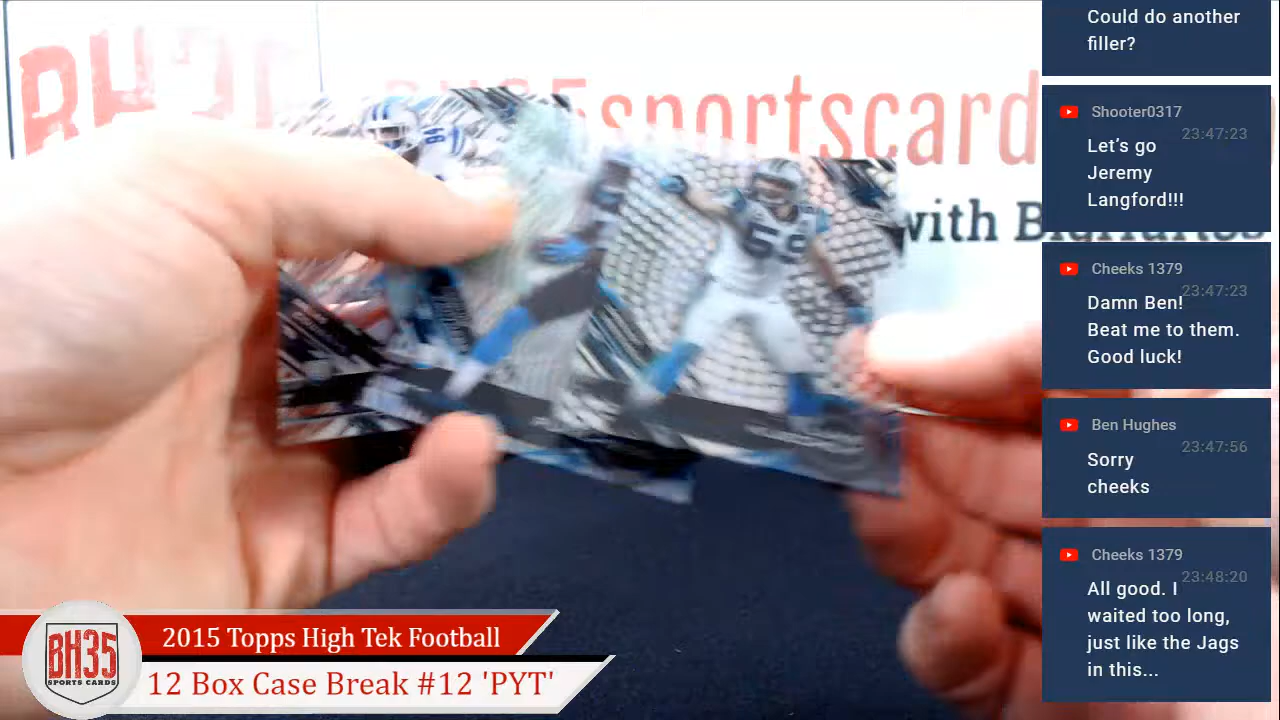 Could do another
filler?
Shooter0317
23:47:23
Let's go
Jeremy
Langford!!!
Cheeks 1379
23:47:23
Damn Ben!
Beat me to them.
Good luck!
Ben Hughes
23:47:56
Sorry
cheeks
Cheeks 1379
23:48:20
All good. I
waited too long,
just like the Jags
in this...
BH35
BH35sportscard
with
59
BH35
SPORTS CARDS
2015 Topps High Tek Football
12 Box Case Break #12 'PYT'